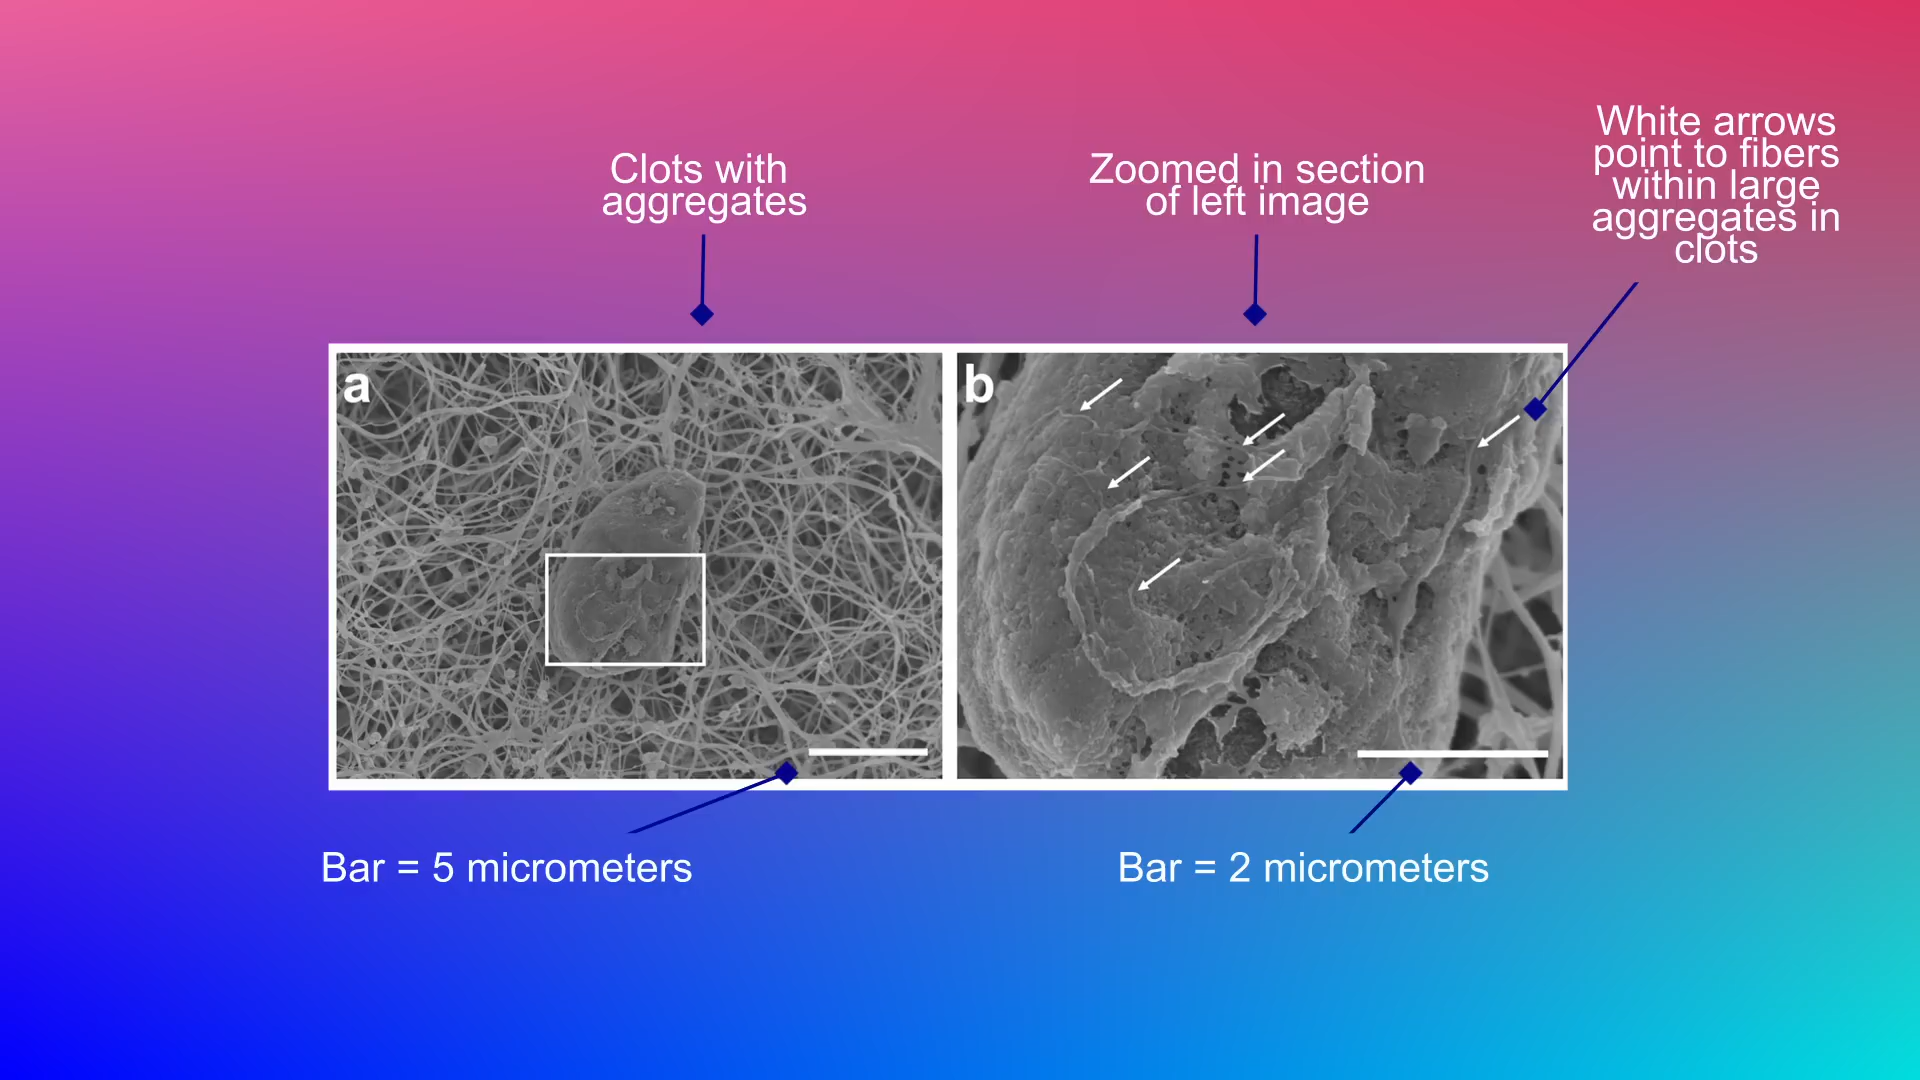 Clots with
aggregates
Zoomed in section
of left image
White arrows
point to fibers
within large
aggregates in
clots
a
b
Bar = 5 micrometers
Bar = 2 micrometers